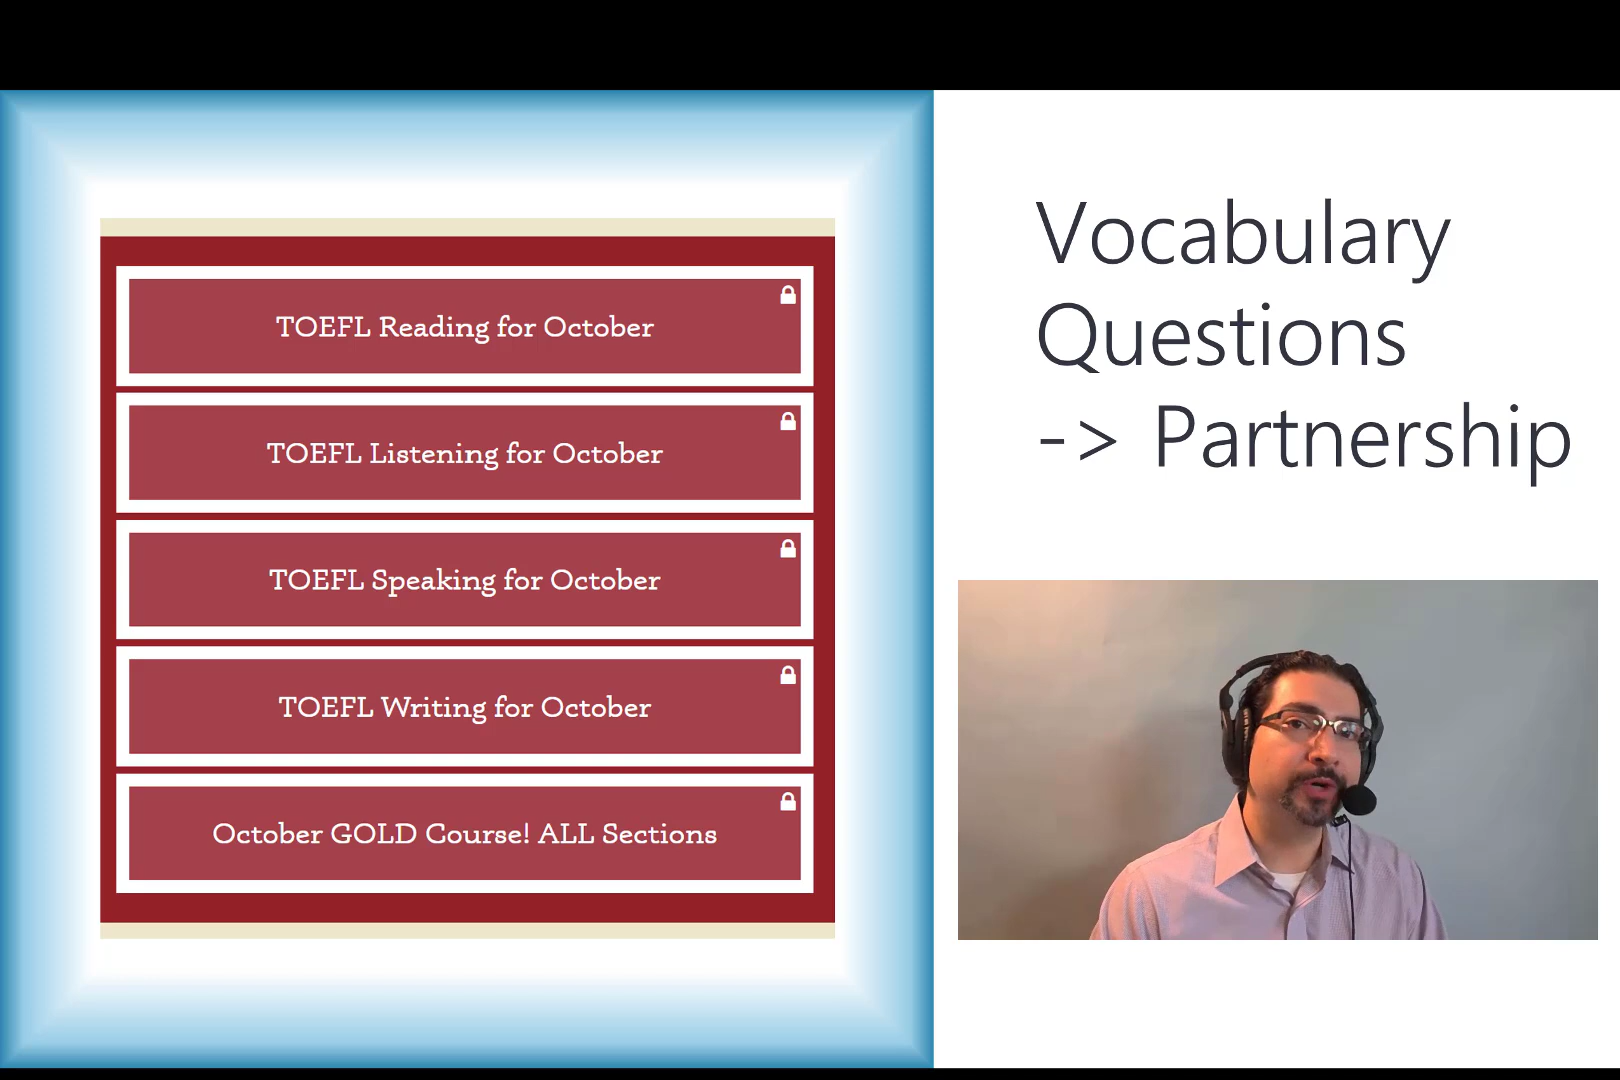 TOEFL Reading for October
TOEFL Listening for October
TOEFL Speaking for October
TOEFL Writing for October
October GOLD Course! ALL Sections
Vocabulary
Questions
-> Partnership